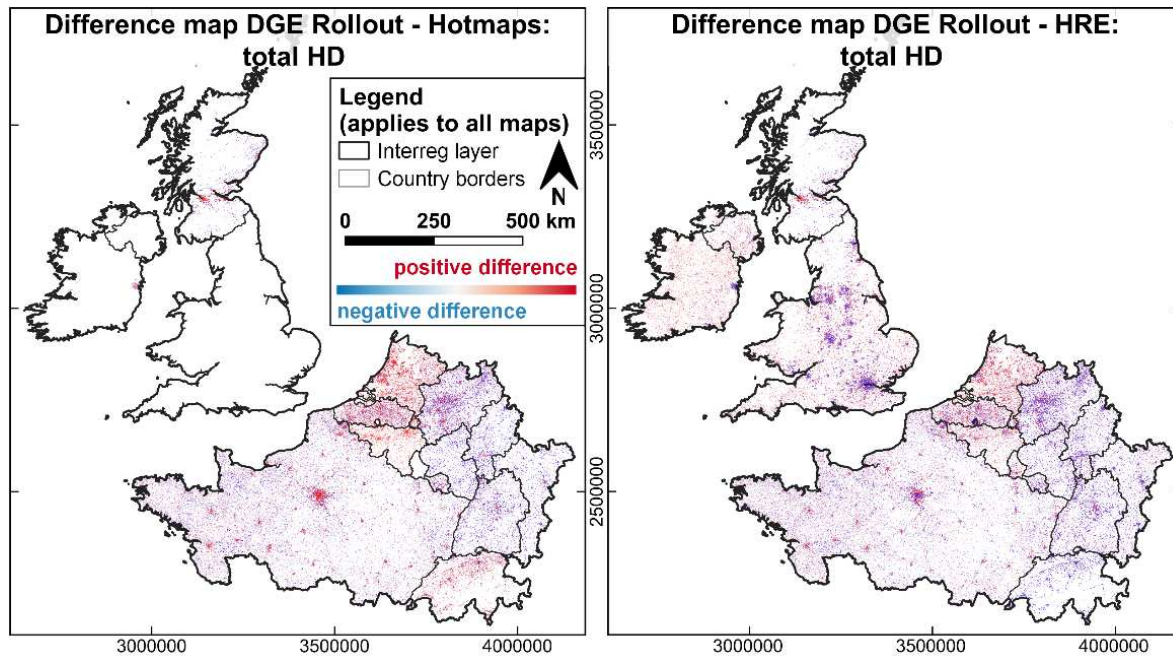 Difference map DGE Rollout - Hotmaps:
total HD
Legend
(applies to all maps)
Interreg layer
Country borders
N
0 250 500 km
positive difference
negative difference
3000000 3500000 4000000
Difference map DGE Rollout - HRE:
total HD
3500000
3000000
2500000
3000000 3500000 4000000